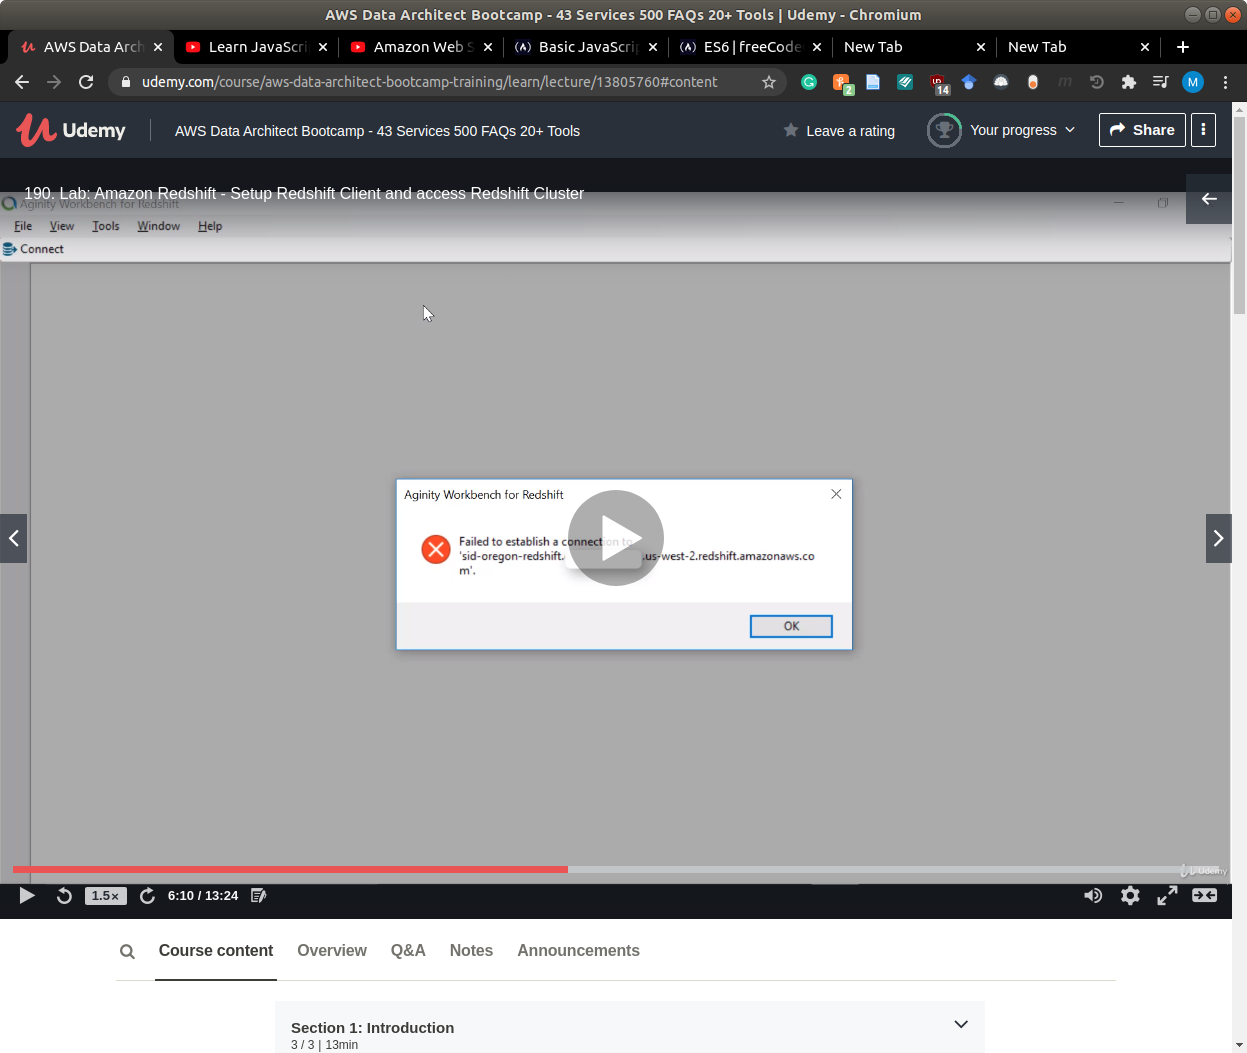 AWS Data Architect Bootcamp - 43 Services 500 FAQs 20+ Tools | Udemy - Chromium
AWS Data Arch
Learn JavaScri
Amazon Web S
Basic JavaScrip
ES6 | freeCode
New Tab
New Tab
udemy.com/course/aws-data-architect-bootcamp-training/learn/lecture/13805760#content
2
14
M
Udemy
AWS Data Architect Bootcamp - 43 Services 500 FAQs 20+ Tools
Leave a rating
Your progress
Share
190. Lab: Amazon Redshift - Setup Redshift Client and access Redshift Cluster
Aginity Workbench for Redshift
File View Tools Window Help
Connect
Aginity Workbench for Redshift
Failed to establish a connection to
'sid-oregon-redshift. .us-west-2.redshift.amazonaws.co
m'.
OK
Udemy
1.5×
6:10 / 13:24
Course content
Overview
Q&A
Notes
Announcements
Section 1: Introduction
3 / 3 | 13min